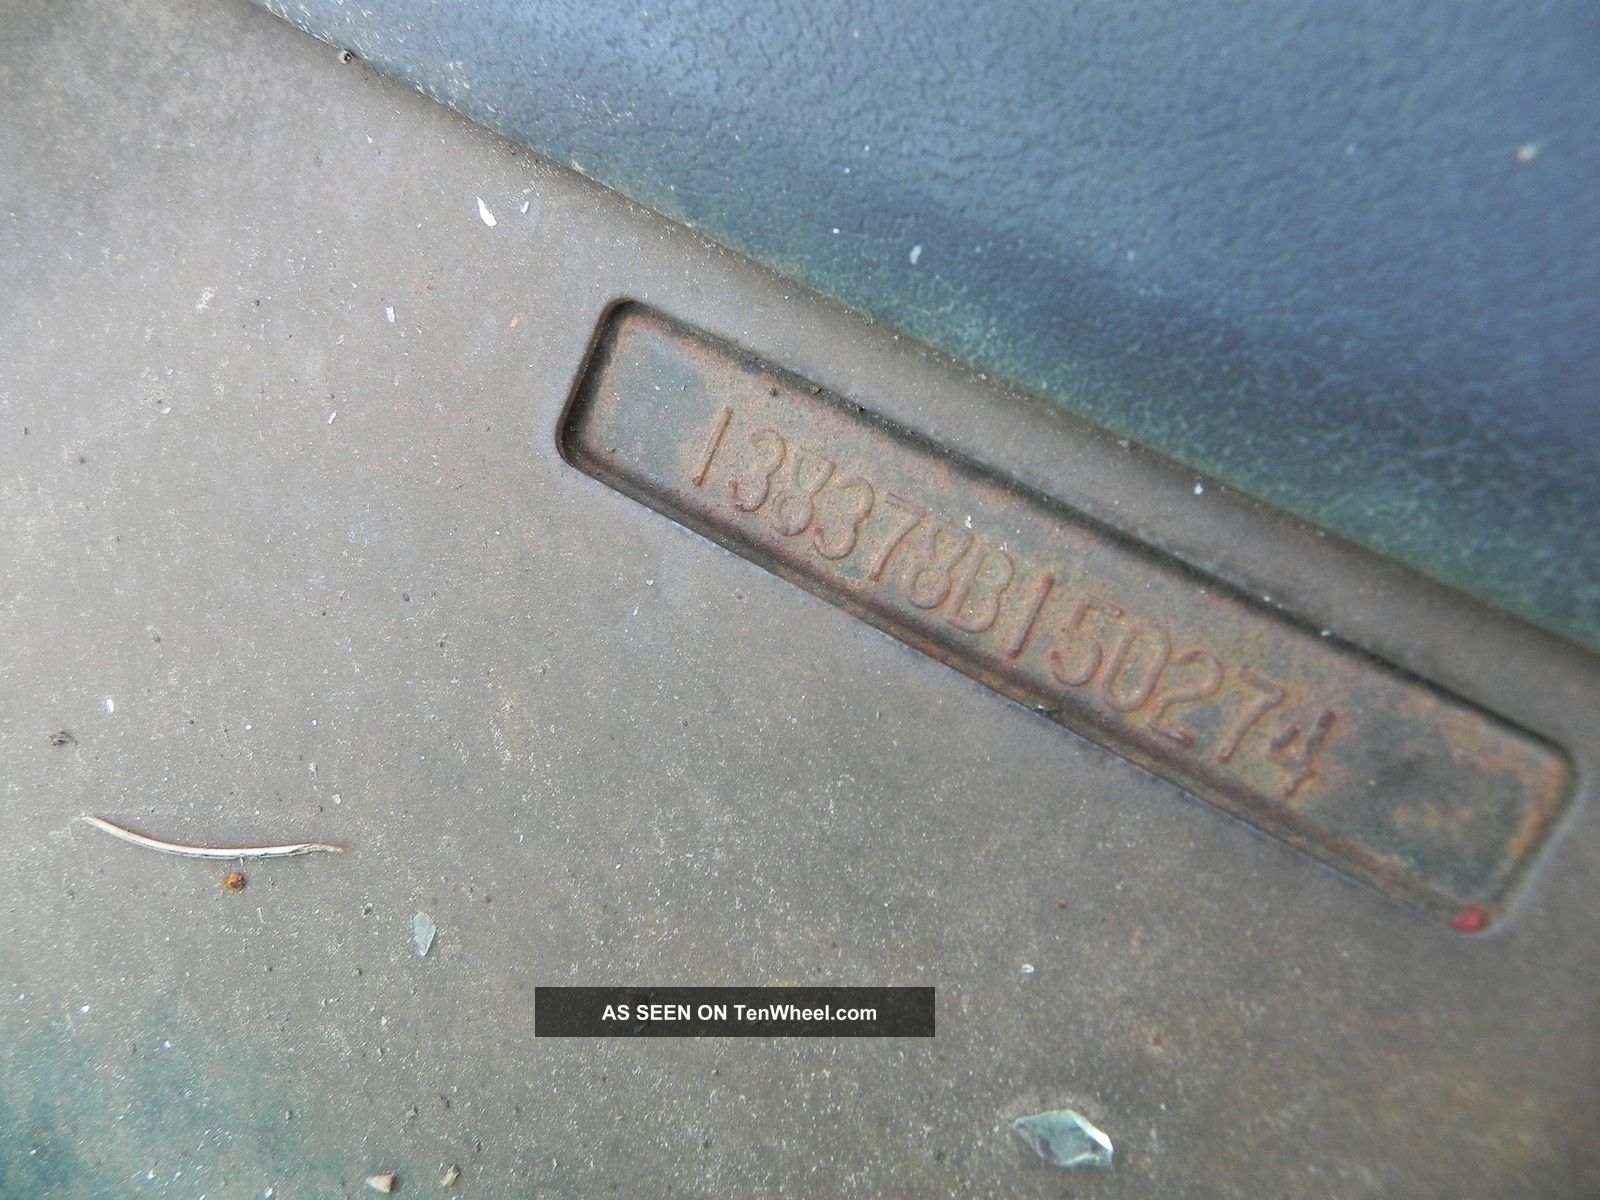 138378B150274
AS SEEN ON TenWheel.com